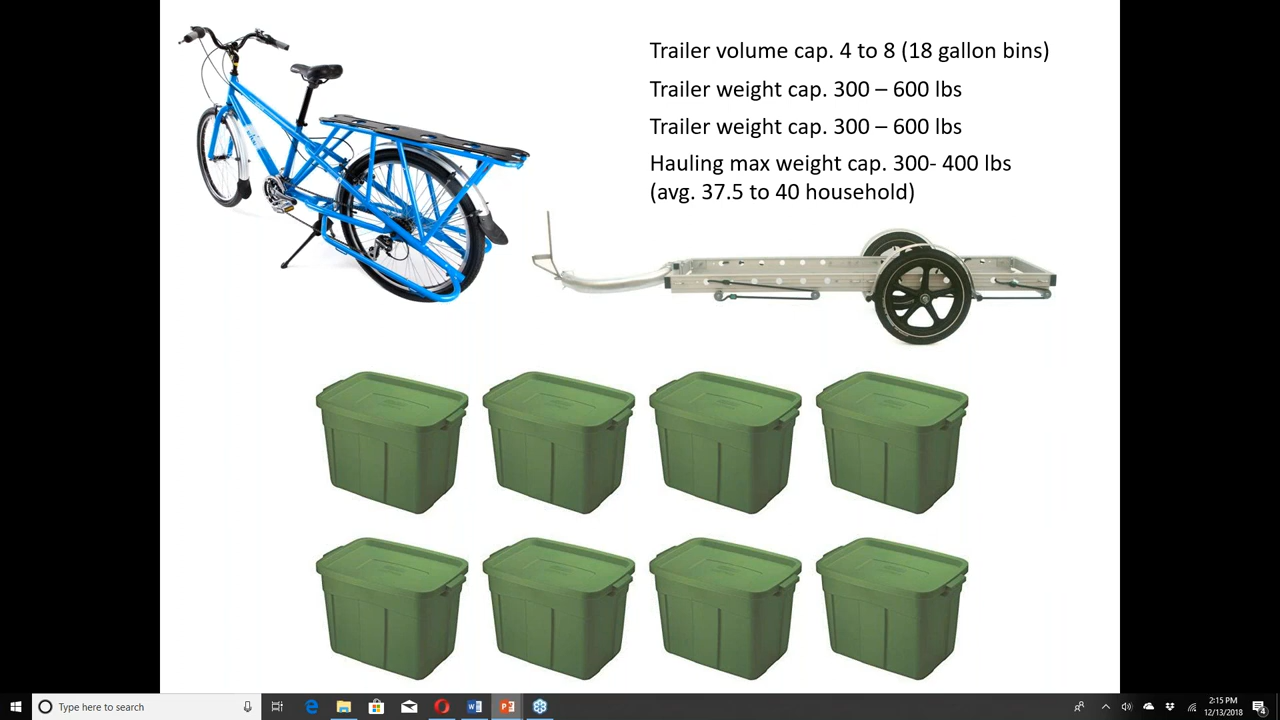 Trailer volume cap. 4 to 8 (18 gallon bins)
Trailer weight cap. 300 – 600 lbs
Trailer weight cap. 300 – 600 lbs
Hauling max weight cap. 300- 400 lbs
(avg. 37.5 to 40 household)
Type here to search
2:15 PM
12/13/2018